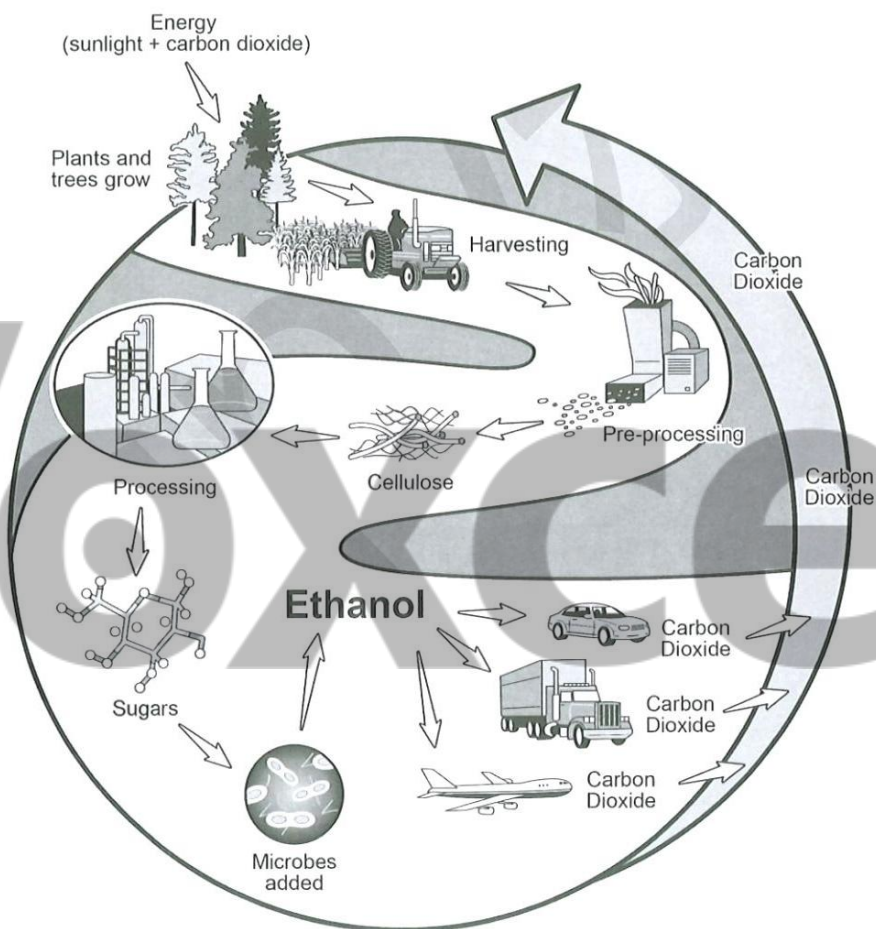 Energy
(sunlight + carbon dioxide)
Plants and
trees grow
Harvesting
Carbon
Dioxide
Pre-processing
Cellulose
Processing
Carbon
Dioxide
Ethanol
Carbon
Dioxide
Sugars
Carbon
Dioxide
Carbon
Dioxide
Microbes
added